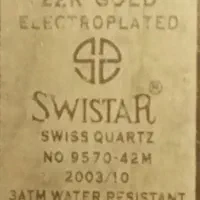 22K GOLD
ELECTROPLATED
SWISTAR®
SWISS QUARTZ
NO 9570-42M
2003/10
3ATM WATER RESISTANT